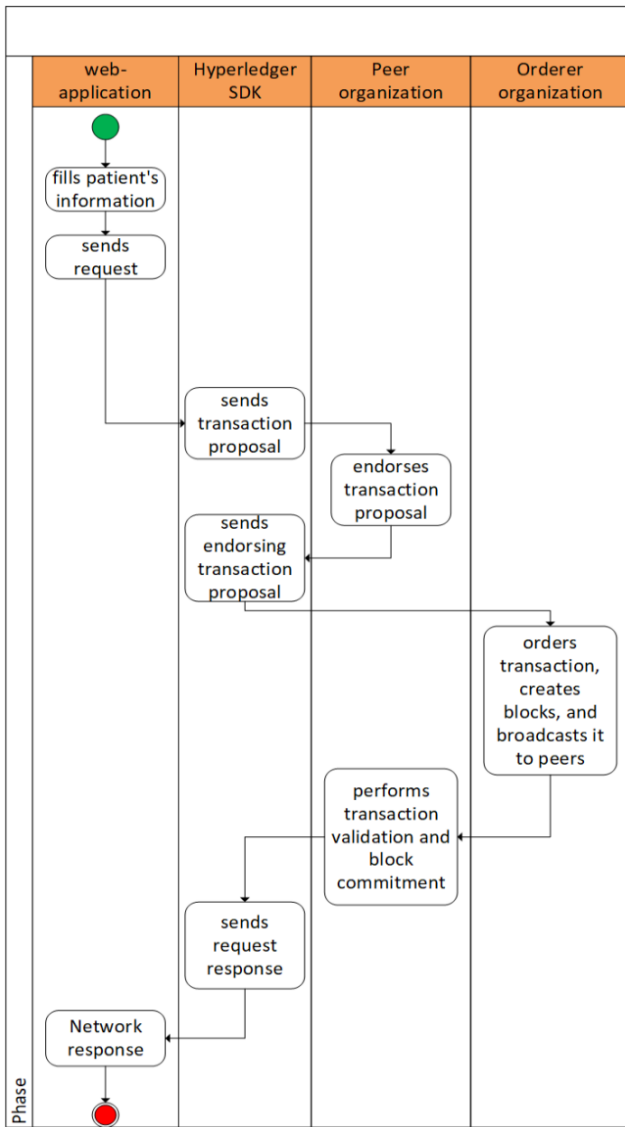 web-
application
Hyperledger
SDK
Peer
organization
Orderer
organization
fills patient's
information
sends
request
sends
transaction
proposal
endorses
transaction
proposal
sends
endorsing
transaction
proposal
orders
transaction,
creates
blocks, and
broadcasts it
to peers
performs
transaction
validation and
block
commitment
sends
request
response
Network
response
Phase